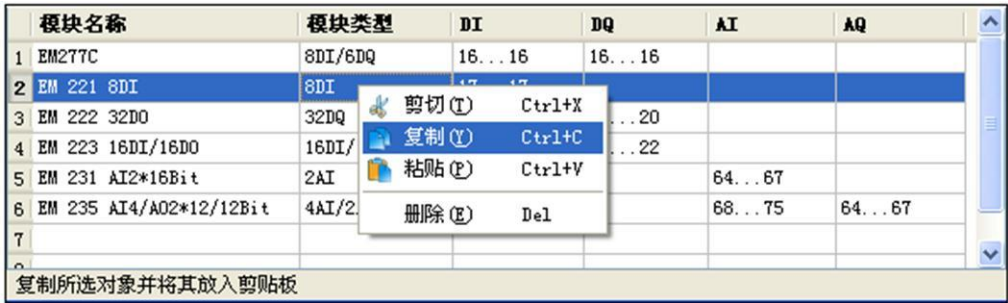 模块名称 模块类型 DI DQ AI AQ
1 EM277C 8DI/6DQ 16...16 16...16
2 EM 221 8DI 8DI 17...17
3 EM 222 32DO 32DQ ...20
4 EM 223 16DI/16DO 16DI/ ...22
5 EM 231 AI2*16Bit 2AI 64...67
6 EM 235 AI4/AO2*12/12Bit 4AI/2 68...75 64...67
7
剪切(T) Ctrl+X
复制(Y) Ctrl+C
粘贴(P) Ctrl+V
删除(E) Del
复制所选对象并将其放入剪贴板